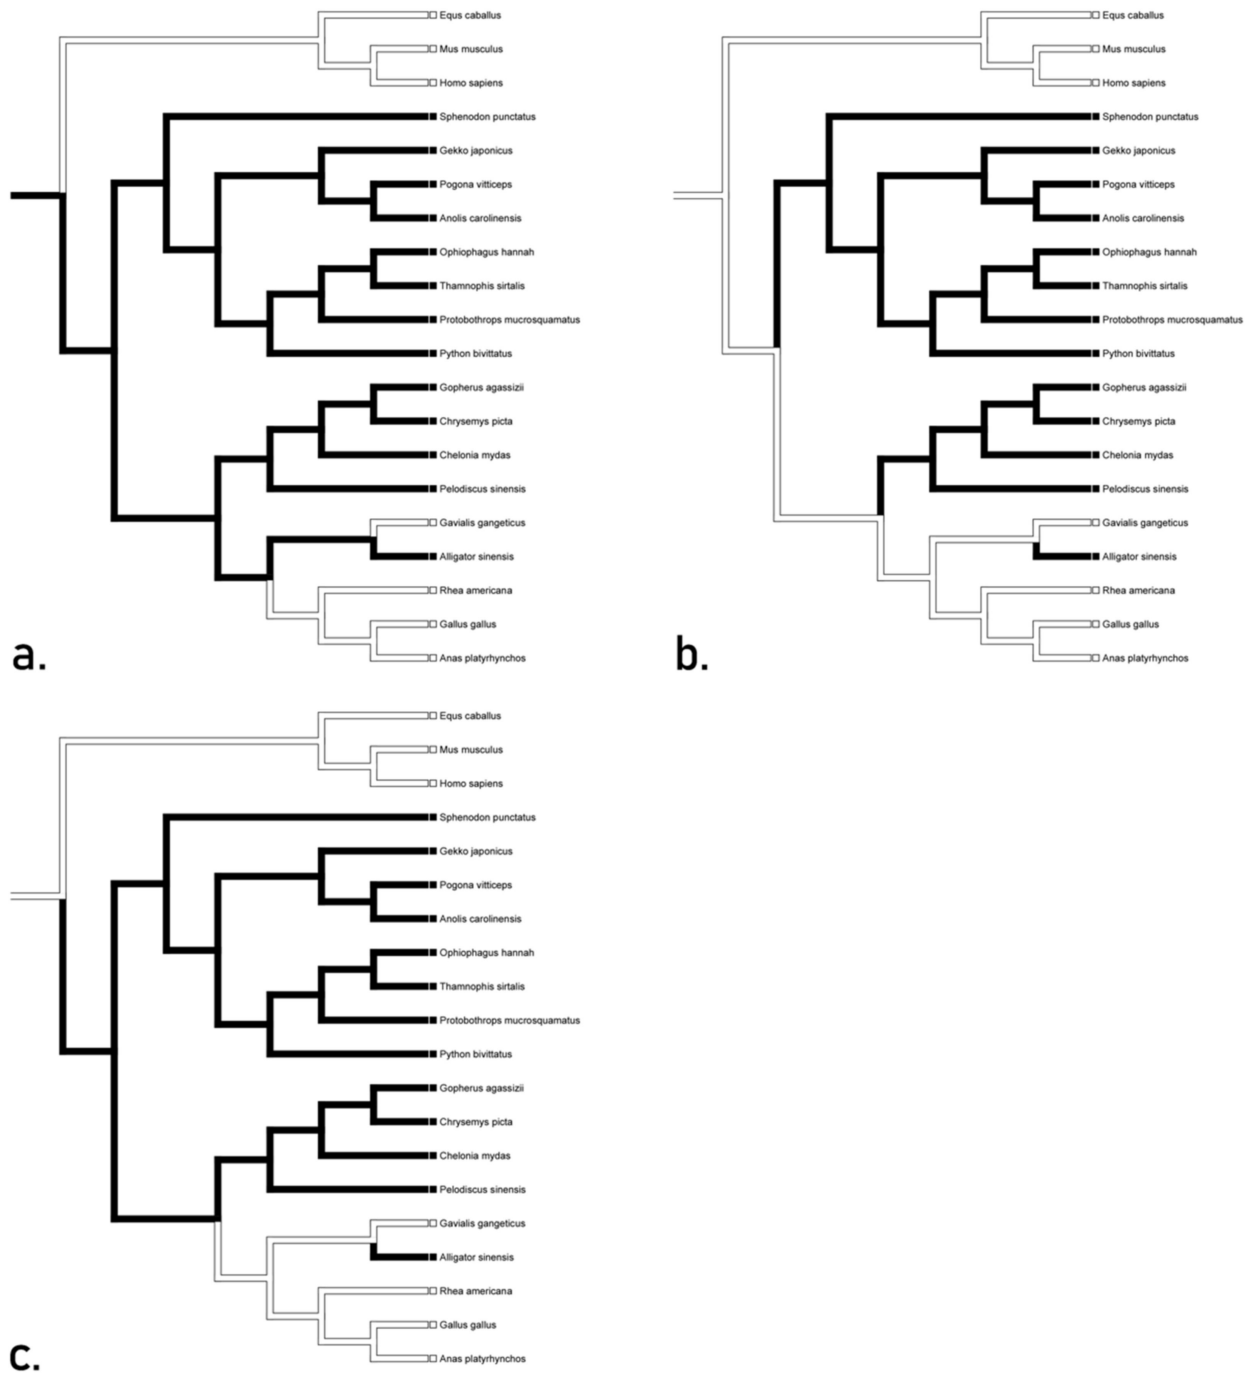 Equus caballus
Mus musculus
Homo sapiens
Sphenodon punctatus
Gekko japonicus
Pogona vitticeps
Anolis carolinensis
Ophiophagus hannah
Thamnophis sirtalis
Protobothrops mucrosquamatus
Python bivittatus
Gopherus agassizii
Chrysemys picta
Chelonia mydas
Pelodiscus sinensis
Gavialis gangeticus
Alligator sinensis
Rhea americana
Gallus gallus
Anas platyrhynchos
a.
Equus caballus
Mus musculus
Homo sapiens
Sphenodon punctatus
Gekko japonicus
Pogona vitticeps
Anolis carolinensis
Ophiophagus hannah
Thamnophis sirtalis
Protobothrops mucrosquamatus
Python bivittatus
Gopherus agassizii
Chrysemys picta
Chelonia mydas
Pelodiscus sinensis
Gavialis gangeticus
Alligator sinensis
Rhea americana
Gallus gallus
Anas platyrhynchos
b.
Equus caballus
Mus musculus
Homo sapiens
Sphenodon punctatus
Gekko japonicus
Pogona vitticeps
Anolis carolinensis
Ophiophagus hannah
Thamnophis sirtalis
Protobothrops mucrosquamatus
Python bivittatus
Gopherus agassizii
Chrysemys picta
Chelonia mydas
Pelodiscus sinensis
Gavialis gangeticus
Alligator sinensis
Rhea americana
Gallus gallus
Anas platyrhynchos
c.